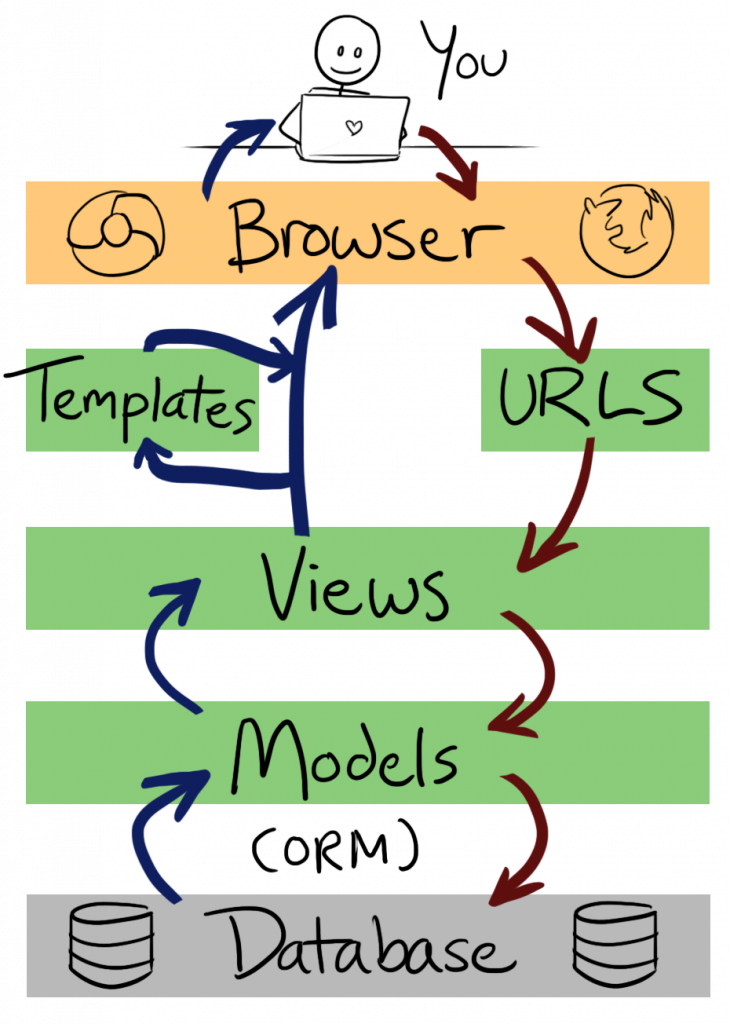 You
Browser
Templates
URLS
Views
Models
(ORM)
Database